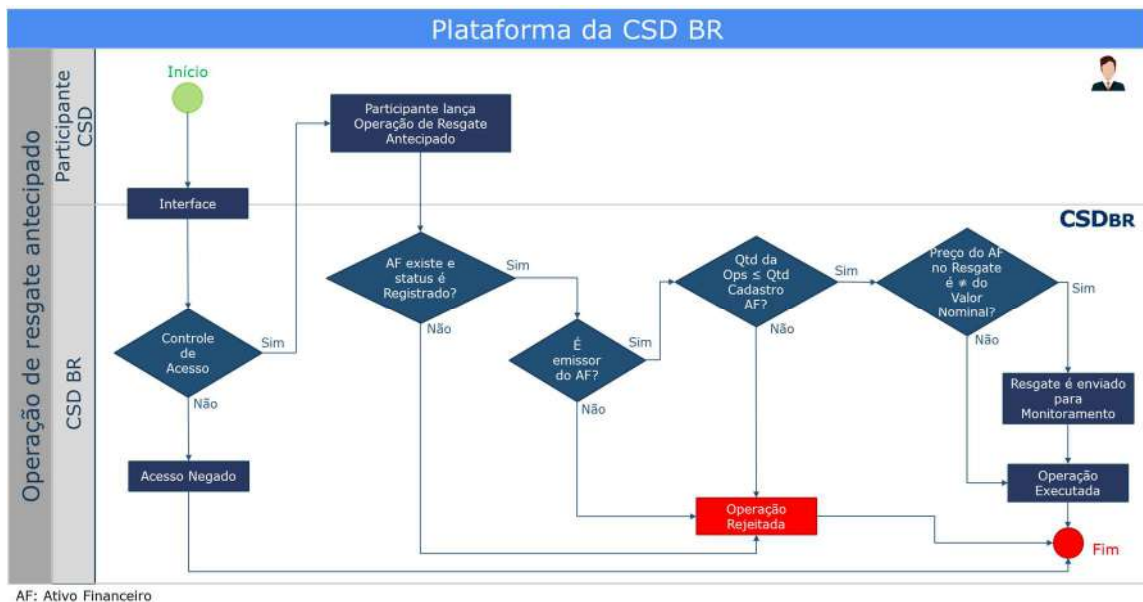 Plataforma da CSD BR
Operação de resgate antecipado
Participante
CSD
CSD BR
Início
Participante lança
Operação de Resgate
Antecipado
Interface
CSDBR
AF existe e
status é
Registrado?
Sim
Não
Qtd da
Ops ≤ Qtd
Cadastro
AF?
Sim
Não
Preço do AF
no Resgate
é ≠ do
Valor
Nominal?
Sim
Não
Controle
de
Acesso
Sim
Não
É
emissor
do AF?
Sim
Não
Resgate é enviado
para
Monitoramento
Acesso Negado
Operação
Executada
Operação
Rejeitada
Fim
AF: Ativo Financeiro